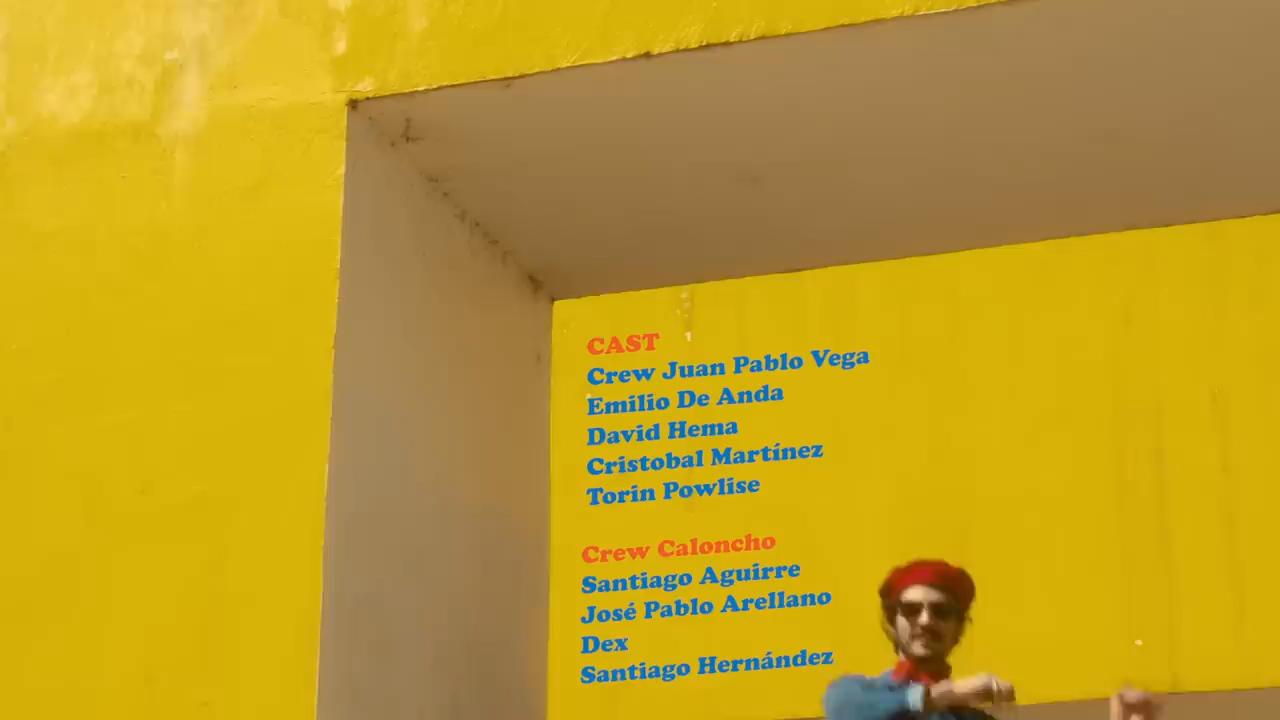 CAST
Crew Juan Pablo Vega
Emilio De Anda
David Hema
Cristobal Martínez
Torin Powlise
Crew Caloncho
Santiago Aguirre
José Pablo Arellano
Dex
Santiago Hernández